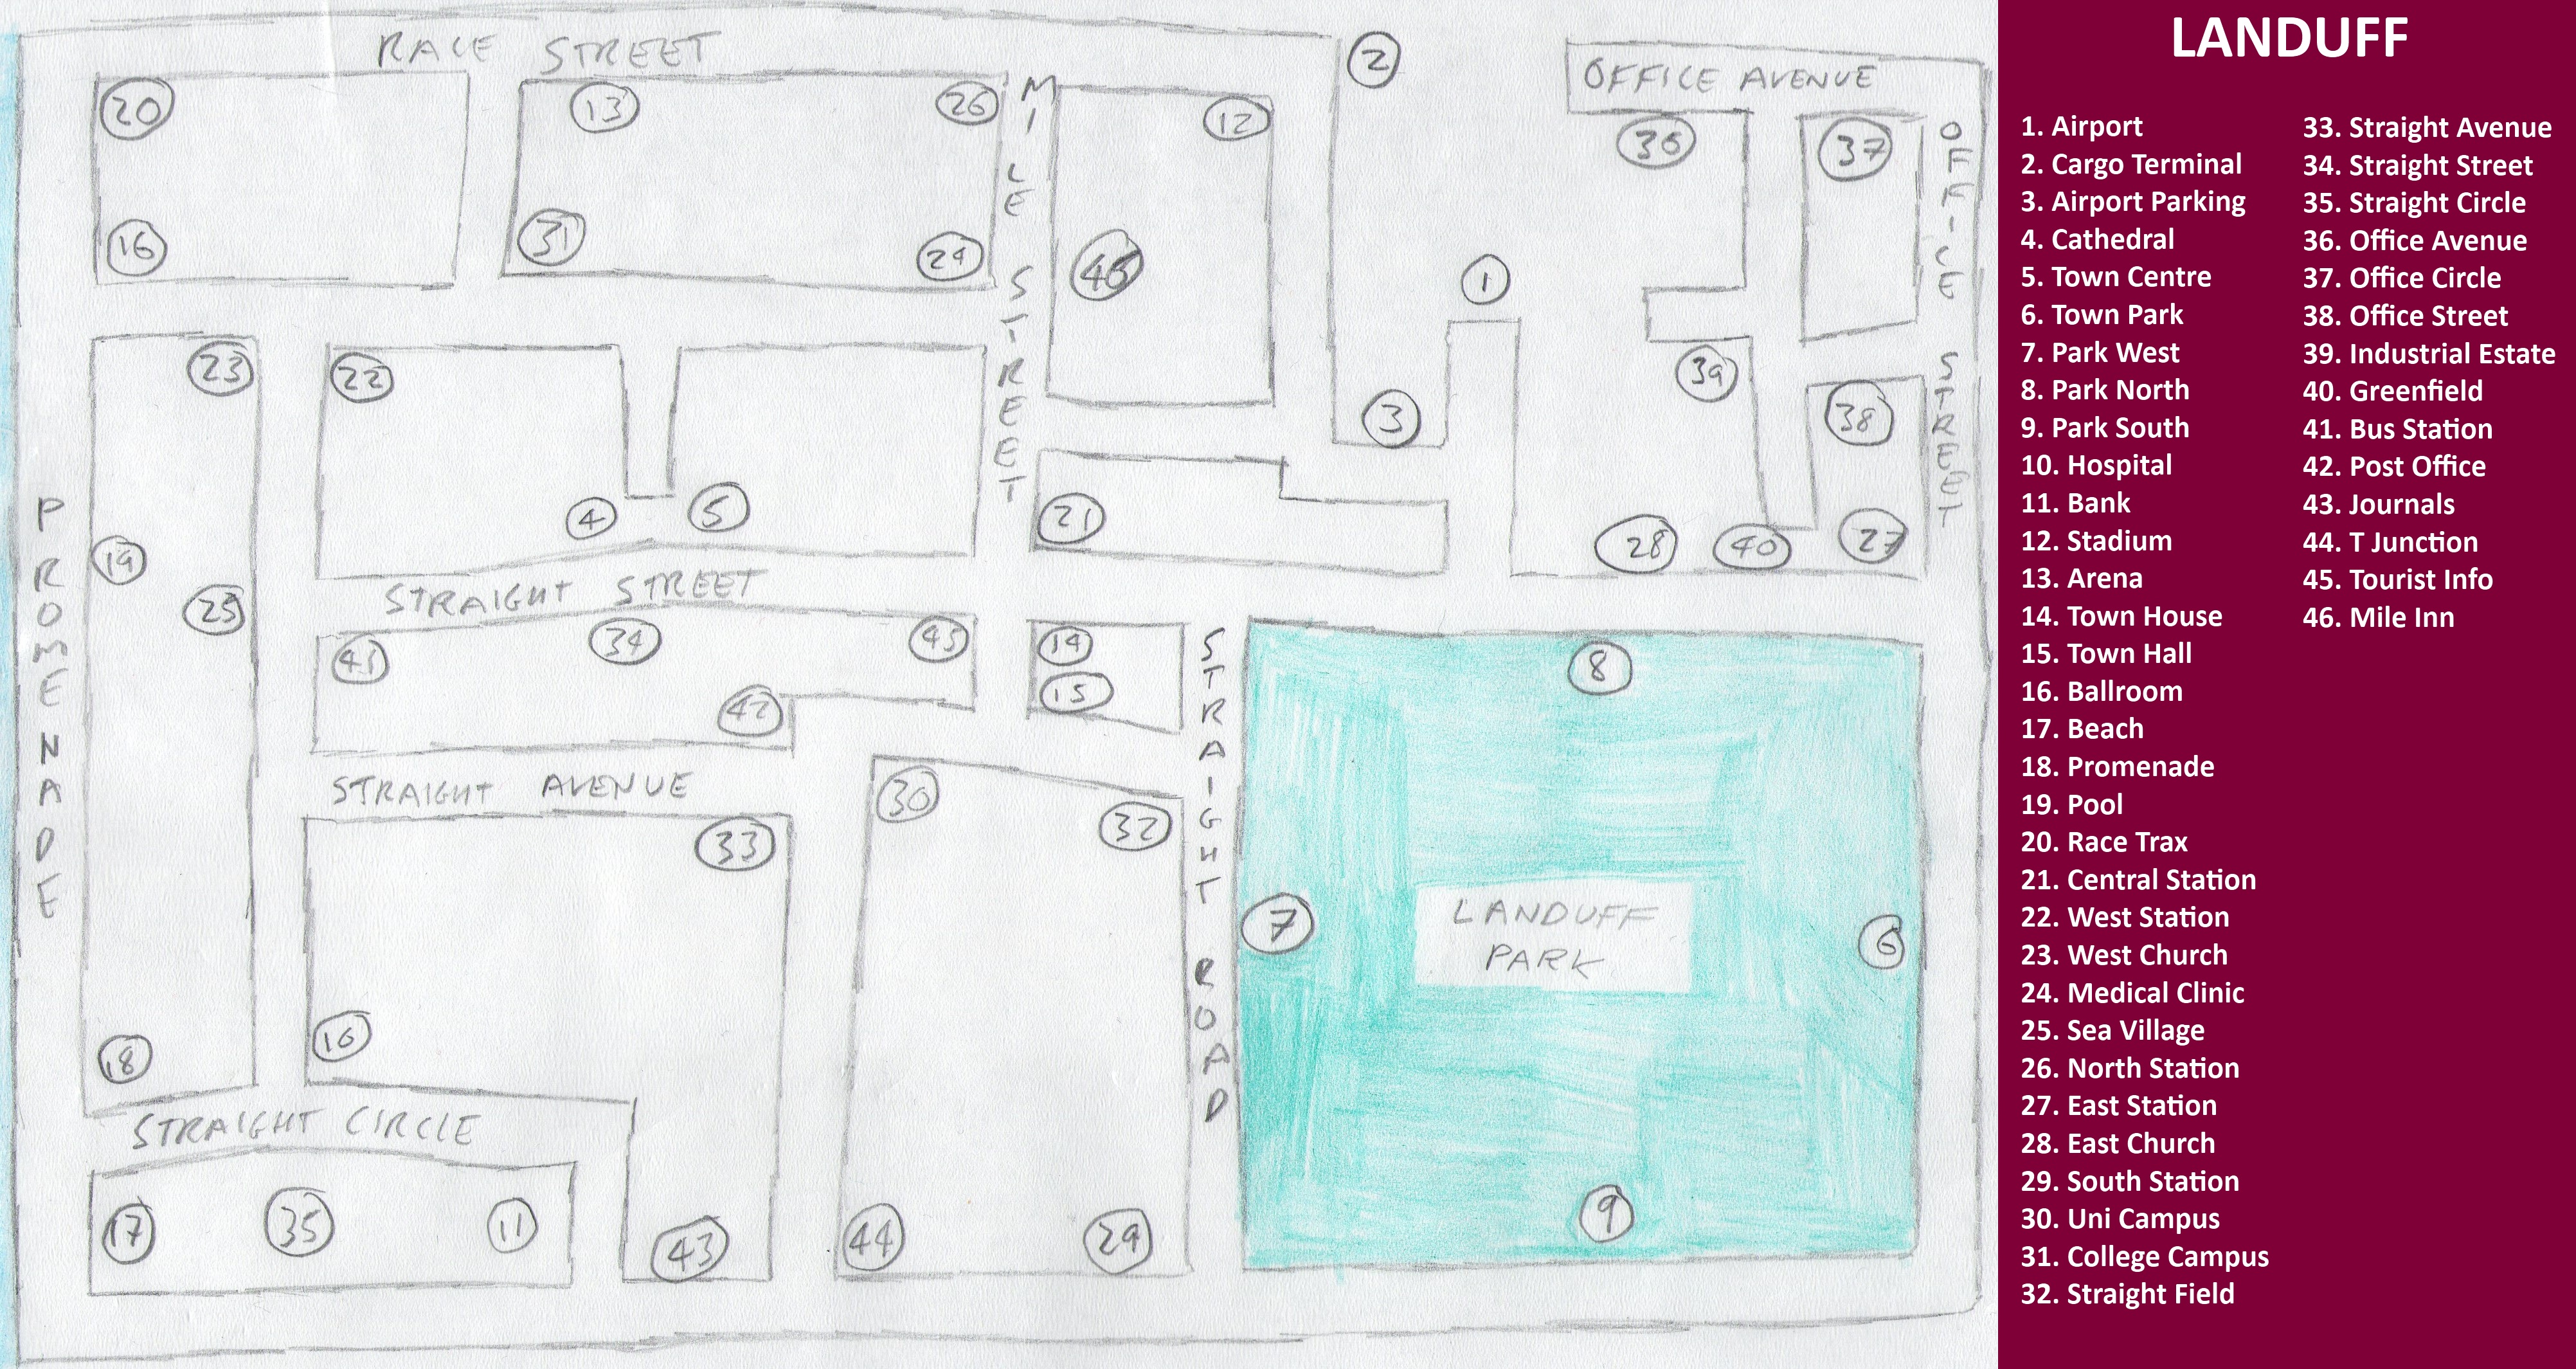 RACE STREET
OFFICE AVENUE
MILE STREET
OFFICE STREET
PROMENADE
STRAIGHT STREET
STRAIGHT AVENUE
STRAIGHT ROAD
STRAIGHT CIRCLE
LANDUFF
PARK
2
20
13
26
12
36
37
16
31
24
46
1
23
22
39
3
38
4
5
21
19
28
40
27
25
41
34
45
14
15
8
42
30
32
33
7
6
16
18
17
35
11
43
44
29
9
LANDUFF
1. Airport
2. Cargo Terminal
3. Airport Parking
4. Cathedral
5. Town Centre
6. Town Park
7. Park West
8. Park North
9. Park South
10. Hospital
11. Bank
12. Stadium
13. Arena
14. Town House
15. Town Hall
16. Ballroom
17. Beach
18. Promenade
19. Pool
20. Race Trax
21. Central Station
22. West Station
23. West Church
24. Medical Clinic
25. Sea Village
26. North Station
27. East Station
28. East Church
29. South Station
30. Uni Campus
31. College Campus
32. Straight Field
33. Straight Avenue
34. Straight Street
35. Straight Circle
36. Office Avenue
37. Office Circle
38. Office Street
39. Industrial Estate
40. Greenfield
41. Bus Station
42. Post Office
43. Journals
44. T Junction
45. Tourist Info
46. Mile Inn